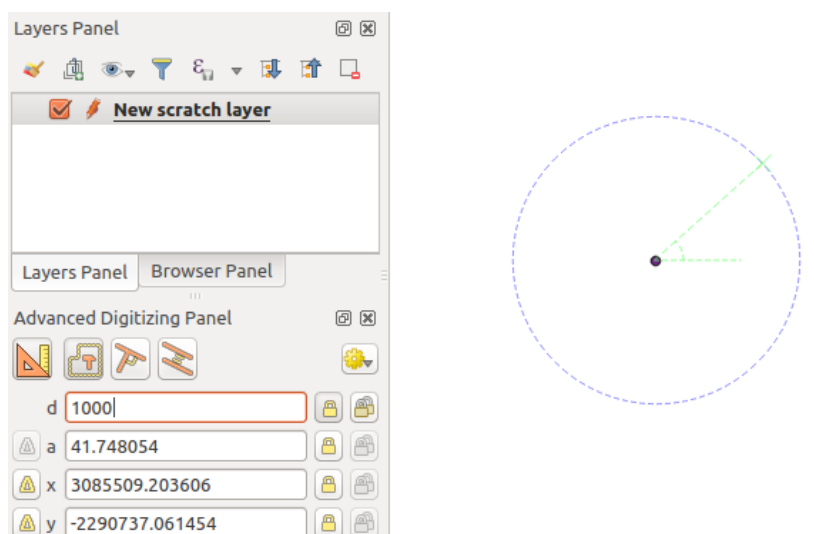 Layers Panel
New scratch layer
Layers Panel Browser Panel
Advanced Digitizing Panel
d 1000
a 41.748054
x 3085509.203606
y -2290737.061454